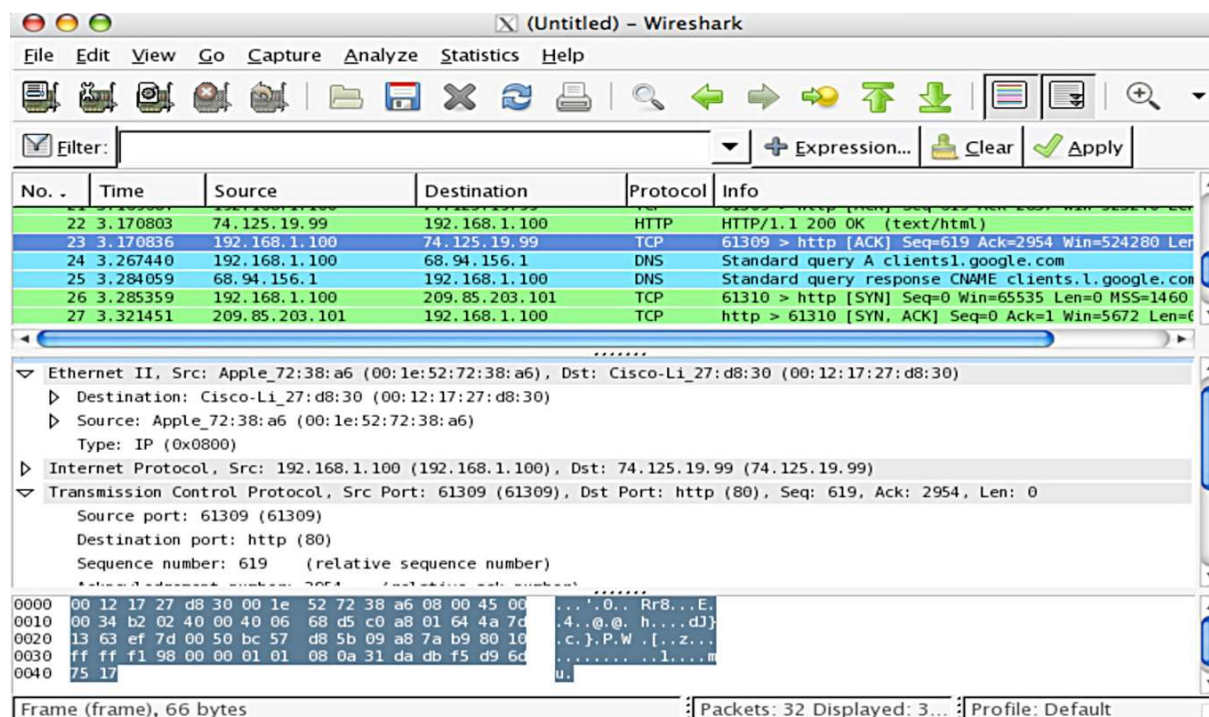 (Untitled) – Wireshark
File Edit View Go Capture Analyze Statistics Help
Filter: Expression... Clear Apply
No. . Time Source Destination Protocol Info
22 3.170803 74.125.19.99 192.168.1.100 HTTP HTTP/1.1 200 OK (text/html)
23 3.170836 192.168.1.100 74.125.19.99 TCP 61309 > http [ACK] Seq=619 Ack=2954 Win=524280 Ler
24 3.267440 192.168.1.100 68.94.156.1 DNS Standard query A clients1.google.com
25 3.284059 68.94.156.1 192.168.1.100 DNS Standard query response CNAME clients.l.google.com
26 3.285359 192.168.1.100 209.85.203.101 TCP 61310 > http [SYN] Seq=0 Win=65535 Len=0 MSS=1460
27 3.321451 209.85.203.101 192.168.1.100 TCP http > 61310 [SYN, ACK] Seq=0 Ack=1 Win=5672 Len=
Ethernet II, Src: Apple_72:38:a6 (00:1e:52:72:38:a6), Dst: Cisco-Li_27:d8:30 (00:12:17:27:d8:30)
Destination: Cisco-Li_27:d8:30 (00:12:17:27:d8:30)
Source: Apple_72:38:a6 (00:1e:52:72:38:a6)
Type: IP (0x0800)
Internet Protocol, Src: 192.168.1.100 (192.168.1.100), Dst: 74.125.19.99 (74.125.19.99)
Transmission Control Protocol, Src Port: 61309 (61309), Dst Port: http (80), Seq: 619, Ack: 2954, Len: 0
Source port: 61309 (61309)
Destination port: http (80)
Sequence number: 619 (relative sequence number)
0000 00 12 17 27 d8 30 00 1e 52 72 38 a6 08 00 45 00 ...'.0.. Rr8...E.
0010 00 34 b2 02 40 00 40 06 68 d5 c0 a8 01 64 4a 7d .4..@.@. h....dJ}
0020 13 63 ef 7d 00 50 bc 57 d8 5b 09 a8 7a b9 80 10 .c.}.P.W .[..z...
0030 ff ff f1 98 00 00 01 01 08 0a 31 da db f5 d9 6d ........ ..1....m
0040 75 17 u.
Frame (frame), 66 bytes Packets: 32 Displayed: 3... Profile: Default